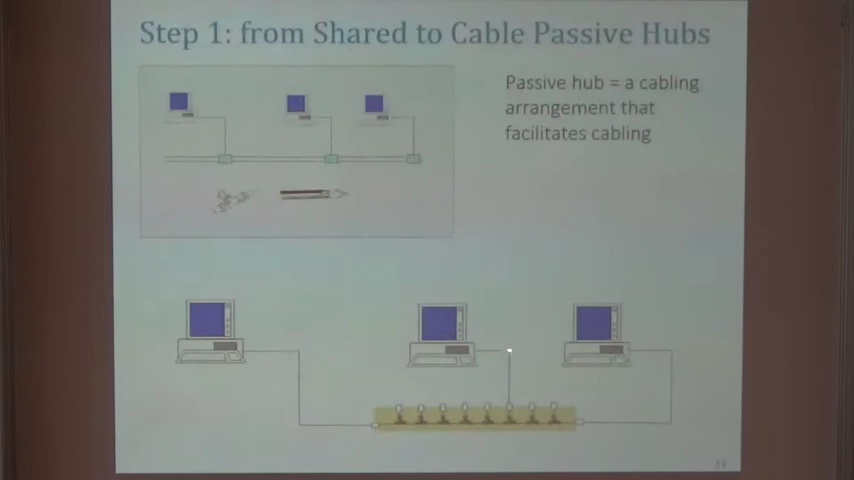 Step 1: from Shared to Cable Passive Hubs
Passive hub = a cabling
arrangement that
facilitates cabling